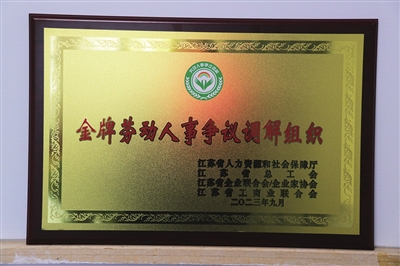 金牌劳动人事争议调解组织
江苏省人力资源和社会保障厅
江苏省总工会
江苏省企业联合会/企业家协会
江苏省工商业联合会
二〇二三年九月